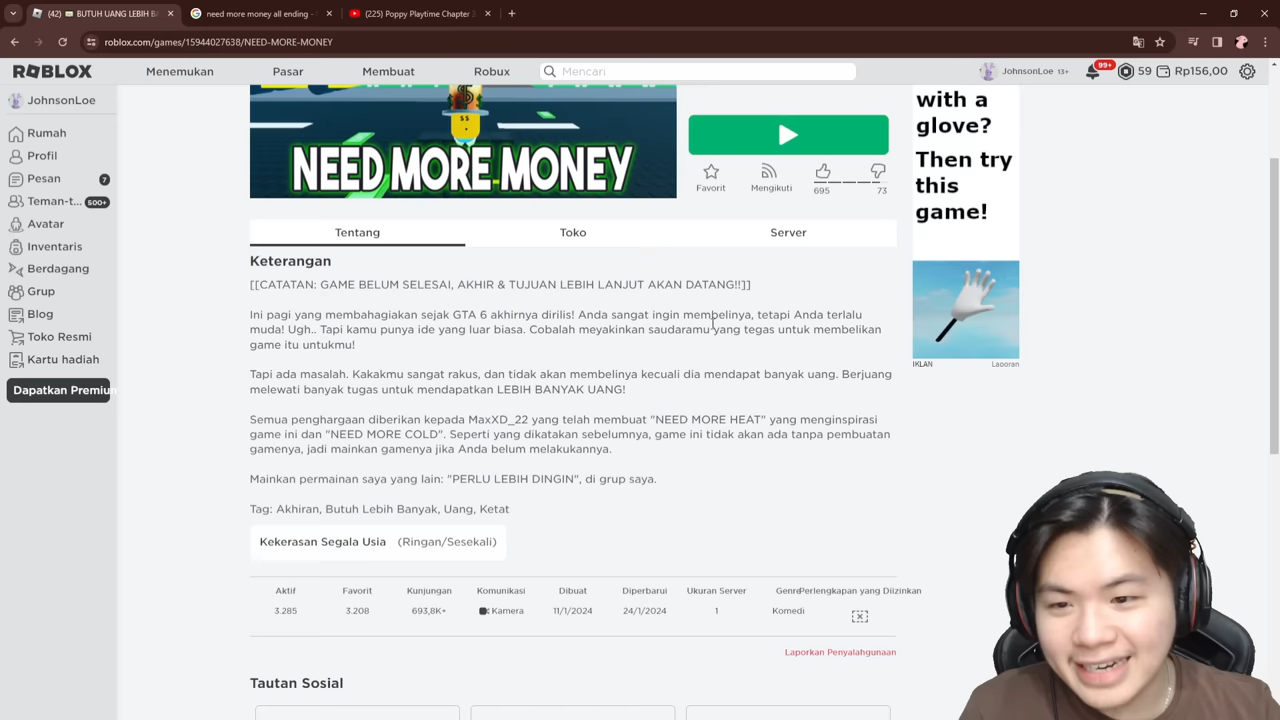 (42) BUTUH UANG LEBIH B
need more money all ending -
(225) Poppy Playtime Chapter
roblox.com/games/15944027638/NEED-MORE-MONEY
ROBLOX
Menemukan
Pasar
Membuat
Robux
Mencari
JohnsonLoe 13+
99+
59
Rp156,00
JohnsonLoe
Rumah
Profil
Pesan 7
Teman-t... 500+
Avatar
Inventaris
Berdagang
Grup
Blog
Toko Resmi
Kartu hadiah
Dapatkan Premium
NEED MORE MONEY
Favorit
Mengikuti
695
73
Tentang
Toko
Server
Keterangan
[[CATATAN: GAME BELUM SELESAI, AKHIR & TUJUAN LEBIH LANJUT AKAN DATANG!!]]
Ini pagi yang membahagiakan sejak GTA 6 akhirnya dirilis! Anda sangat ingin membelinya, tetapi Anda terlalu
muda! Ugh.. Tapi kamu punya ide yang luar biasa. Cobalah meyakinkan saudaramu yang tegas untuk membelikan
game itu untukmu!
Tapi ada masalah. Kakakmu sangat rakus, dan tidak akan membelinya kecuali dia mendapat banyak uang. Berjuang
melewati banyak tugas untuk mendapatkan LEBIH BANYAK UANG!
Semua penghargaan diberikan kepada MaxXD_22 yang telah membuat "NEED MORE HEAT" yang menginspirasi
game ini dan "NEED MORE COLD". Seperti yang dikatakan sebelumnya, game ini tidak akan ada tanpa pembuatan
gamenya, jadi mainkan gamenya jika Anda belum melakukannya.
Mainkan permainan saya yang lain: "PERLU LEBIH DINGIN", di grup saya.
Tag: Akhiran, Butuh Lebih Banyak, Uang, Ketat
Kekerasan Segala Usia (Ringan/Sesekali)
Aktif Favorit Kunjungan Komunikasi Dibuat Diperbarui Ukuran Server Genre Perlengkapan yang Diizinkan
3.285 3.208 693,8K+ Kamera 11/1/2024 24/1/2024 1 Komedi
Laporkan Penyalahgunaan
Tautan Sosial
with a
glove?
Then try
this
game!
IKLAN
Laporan